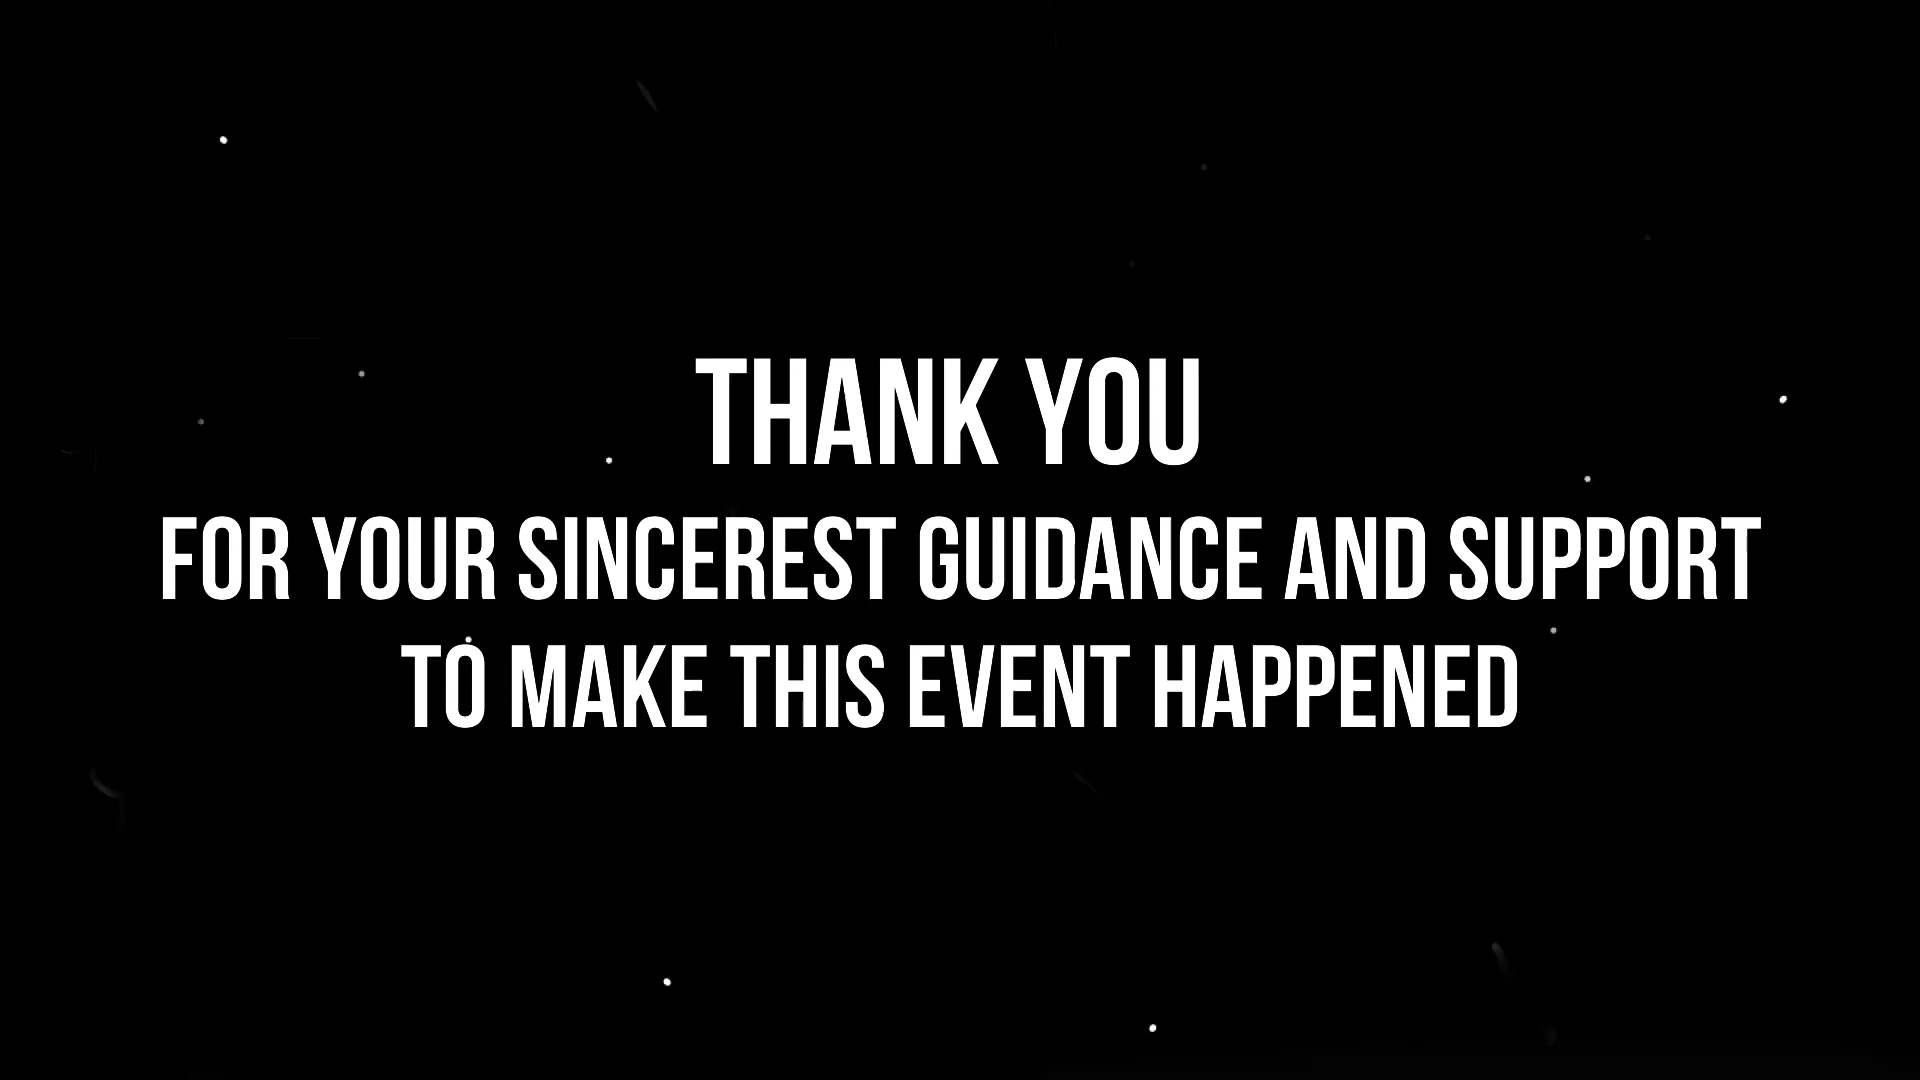 THANK YOU
FOR YOUR SINCEREST GUIDANCE AND SUPPORT
TO MAKE THIS EVENT HAPPENED